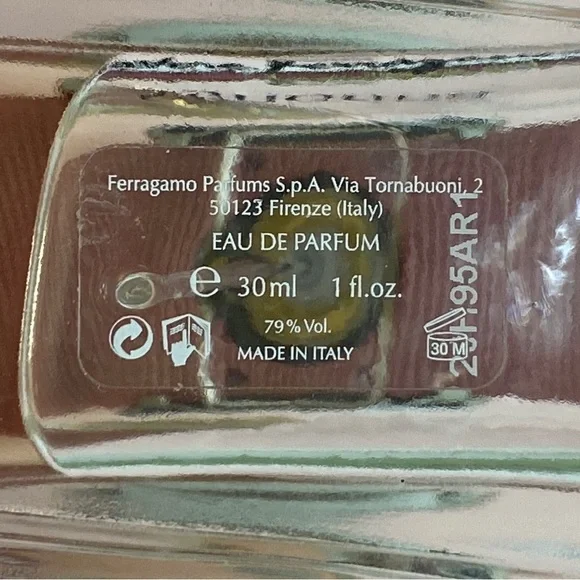 Ferragamo Parfums S.p.A. Via Tornabuoni, 2
50123 Firenze (Italy)
EAU DE PARFUM
e 30ml 1 fl.oz.
79% Vol.
MADE IN ITALY
30 M